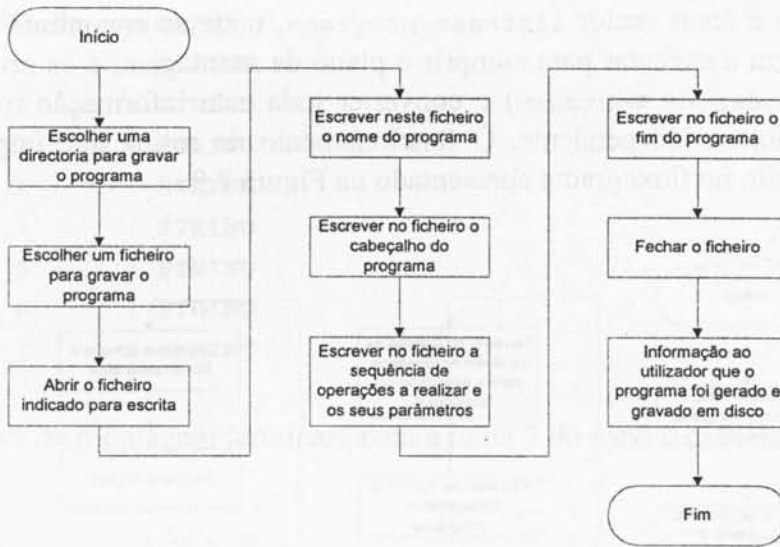 Início
Escolher uma
directoria para gravar
o programa
Escolher um ficheiro
para gravar o
programa
Abrir o ficheiro
indicado para escrita
Escrever neste ficheiro
o nome do programa
Escrever no ficheiro o
cabeçalho do
programa
Escrever no ficheiro a
sequência de
operações a realizar e
os seus parâmetros
Escrever no ficheiro o
fim do programa
Fechar o ficheiro
Informação ao
utilizador que o
programa foi gerado e
gravado em disco
Fim